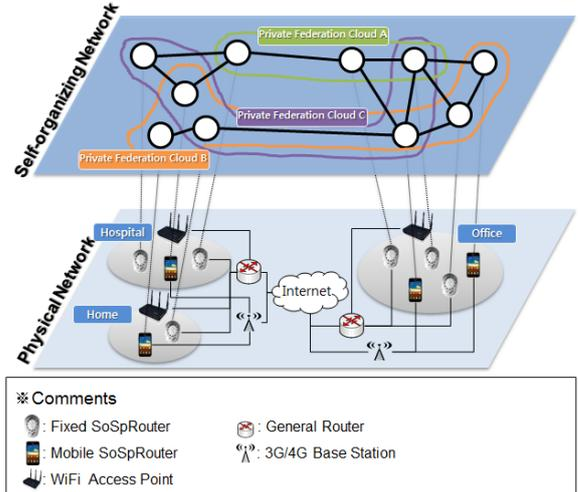 Self-organizing Network
Private Federation Cloud A
Private Federation Cloud C
Private Federation Cloud B
Physical Network
Hospital
Office
Internet
Home
※ Comments
: Fixed SoSpRouter
: General Router
: Mobile SoSpRouter
: 3G/4G Base Station
: WiFi Access Point